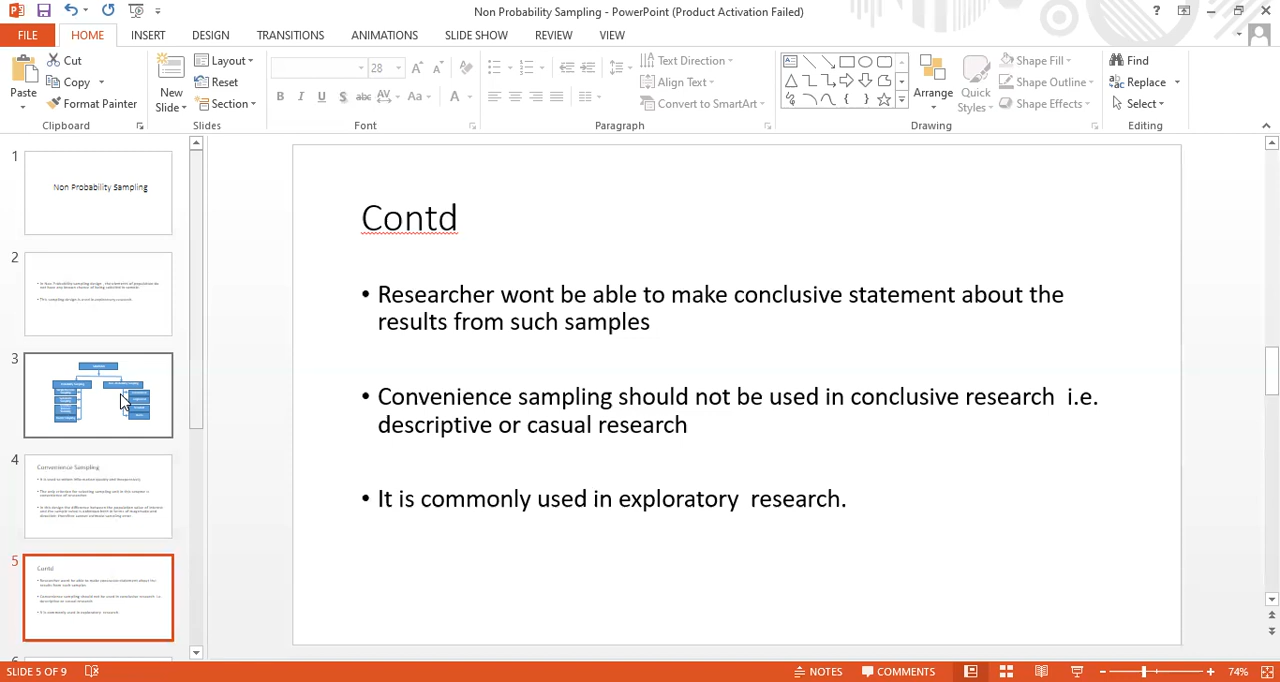 Non Probability Sampling - PowerPoint (Product Activation Failed)
FILE HOME INSERT DESIGN TRANSITIONS ANIMATIONS SLIDE SHOW REVIEW VIEW
Paste
Cut
Copy
Format Painter
Clipboard
New
Slide
Layout
Reset
Section
Slides
28
Font
Text Direction
Align Text
Convert to SmartArt
Paragraph
Arrange
Quick
Styles
Shape Fill
Shape Outline
Shape Effects
Drawing
Find
Replace
Select
Editing
1
Non Probability Sampling
2
3
4
Convenience Sampling
5
Contd
Contd
• Researcher wont be able to make conclusive statement about the
results from such samples
• Convenience sampling should not be used in conclusive research i.e.
descriptive or casual research
• It is commonly used in exploratory research.
SLIDE 5 OF 9
NOTES
COMMENTS
74%